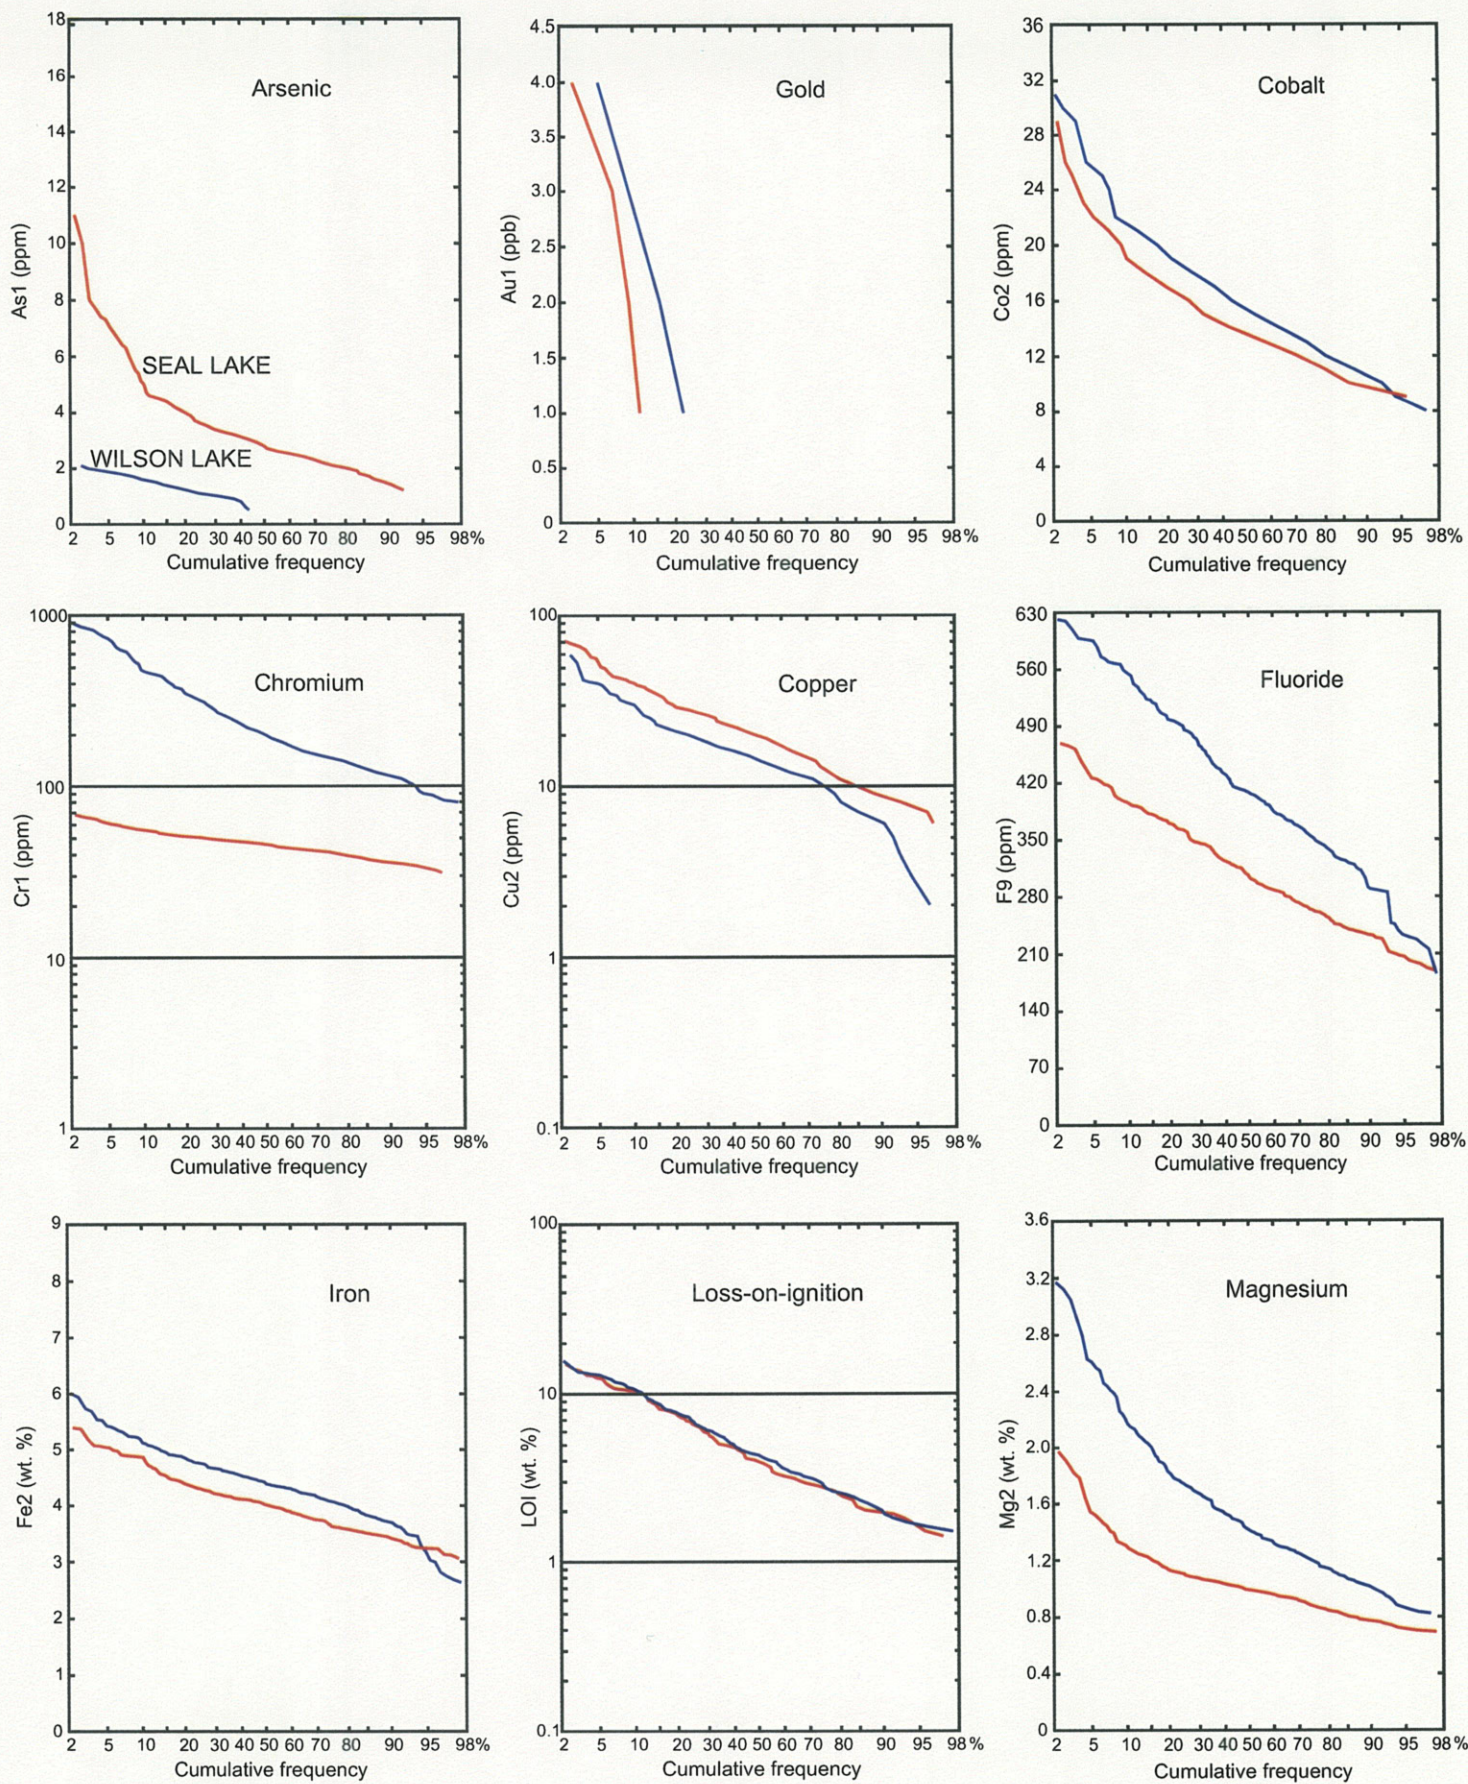 Arsenic
As1 (ppm)
18
16
14
12
10
8
6
4
2
0
SEAL LAKE
WILSON LAKE
2 5 10 20 30 40 50 60 70 80 90 95 98%
Cumulative frequency
Gold
Au1 (ppb)
4.5
4.0
3.5
3.0
2.5
2.0
1.5
1.0
0.5
0
2 5 10 20 30 40 50 60 70 80 90 95 98%
Cumulative frequency
Cobalt
Co2 (ppm)
36
32
28
24
20
16
12
8
4
0
2 5 10 20 30 40 50 60 70 80 90 95 98%
Cumulative frequency
Chromium
Cr1 (ppm)
1000
100
10
1
2 5 10 20 30 40 50 60 70 80 90 95 98%
Cumulative frequency
Copper
Cu2 (ppm)
100
10
1
0.1
2 5 10 20 30 40 50 60 70 80 90 95 98%
Cumulative frequency
Fluoride
F9 (ppm)
630
560
490
420
350
280
210
140
70
0
2 5 10 20 30 40 50 60 70 80 90 95 98%
Cumulative frequency
Iron
Fe2 (wt. %)
9
8
7
6
5
4
3
2
1
0
2 5 10 20 30 40 50 60 70 80 90 95 98%
Cumulative frequency
Loss-on-ignition
LOI (wt. %)
100
10
1
0.1
2 5 10 20 30 40 50 60 70 80 90 95 98%
Cumulative frequency
Magnesium
Mg2 (wt. %)
3.6
3.2
2.8
2.4
2.0
1.6
1.2
0.8
0.4
0
2 5 10 20 30 40 50 60 70 80 90 95 98%
Cumulative frequency